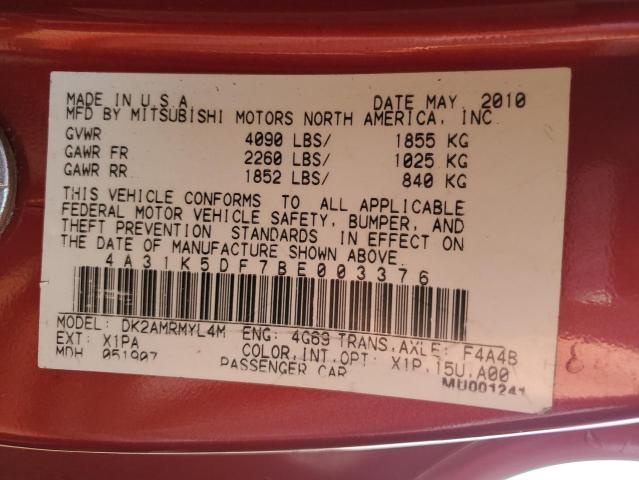 MADE IN U.S.A. DATE MAY 2010
MFD BY MITSUBISHI MOTORS NORTH AMERICA, INC.
GVWR 4090 LBS/ 1855 KG
GAWR FR 2260 LBS/ 1025 KG
GAWR RR 1852 LBS/ 840 KG
THIS VEHICLE CONFORMS TO ALL APPLICABLE
FEDERAL MOTOR VEHICLE SAFETY, BUMPER, AND
THEFT PREVENTION STANDARDS IN EFFECT ON
THE DATE OF MANUFACTURE SHOWN ABOVE.
4A31K5DF7BE003376
MODEL: DK2AMRMYL4M ENG: 4G69 TRANS,AXLE: F4A4B
EXT: X1PA COLOR,INT,OPT: X1P,15U,A00
MDH 051907 PASSENGER CAR
MU001241